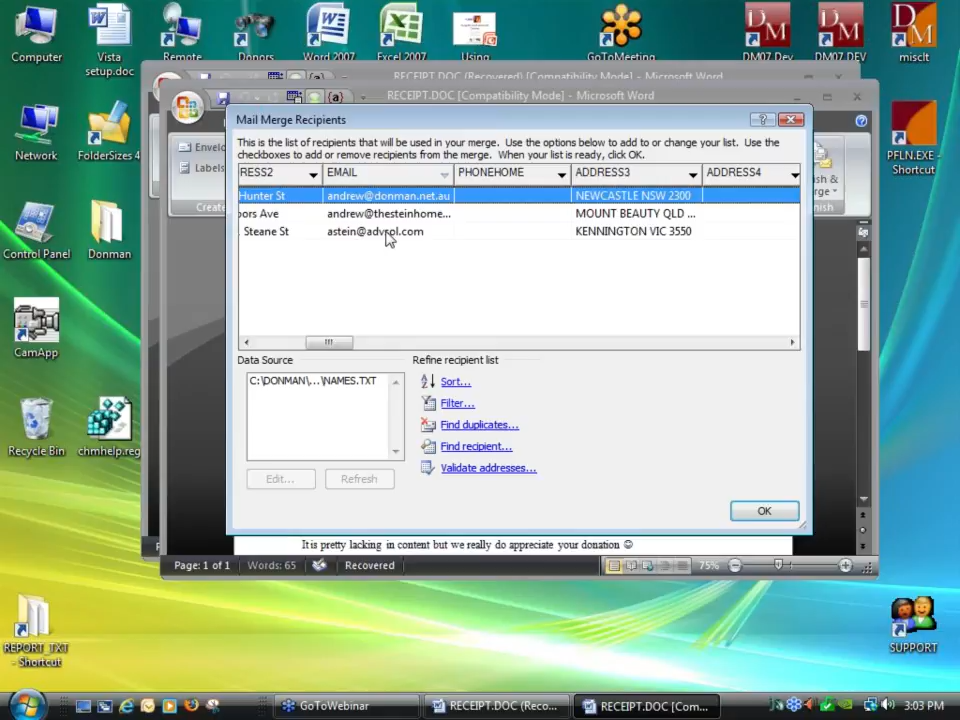 Computer
Vista
setup.doc
Remote
Donors
Word 2007
Excel 2007
Using
GoToMeeting
DM07 Dev
DM07 DEV
misclt
RECEIPT.DOC (Recovered) [Compatibility Mode] - Microsoft Word
RECEIPT.DOC [Compatibility Mode] - Microsoft Word
Network
FolderSizes 4
PFLN.EXE -
Shortcut
Control Panel
Donman
CamApp
Recycle Bin
chmhelp.reg
REPORT_TXT
- Shortcut
SUPPORT
Envelo
Labels
Create
Mail Merge Recipients
This is the list of recipients that will be used in your merge. Use the options below to add to or change your list. Use the
checkboxes to add or remove recipients from the merge. When your list is ready, click OK.
RESS2 EMAIL PHONEHOME ADDRESS3 ADDRESS4
Hunter St andrew@donman.net.au NEWCASTLE NSW 2300
oors Ave andrew@thesteinhome... MOUNT BEAUTY QLD ...
Steane St KENNINGTON VIC 3550
Data Source
C:\DONMAN\,...\NAMES.TXT
Edit...
Refresh
Refine recipient list
Sort...
Filter...
Find duplicates...
Find recipient...
Validate addresses...
OK
It is pretty lacking in content but we really do appreciate your donation ☺
Page: 1 of 1 Words: 65 Recovered 75%
GoToWebinar
RECEIPT.DOC (Reco...
RECEIPT.DOC [Com...
3:03 PM